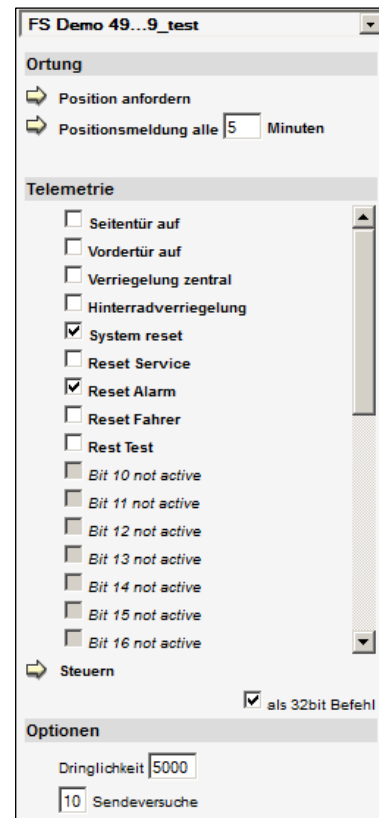 FS Demo 49...9_test
Ortung
Position anfordern
Positionsmeldung alle 5 Minuten
Telemetrie
Seitentür auf
Vordertür auf
Verriegelung zentral
Hinterradverriegelung
System reset
Reset Service
Reset Alarm
Reset Fahrer
Rest Test
Bit 10 not active
Bit 11 not active
Bit 12 not active
Bit 13 not active
Bit 14 not active
Bit 15 not active
Bit 16 not active
Steuern
als 32bit Befehl
Optionen
Dringlichkeit 5000
10 Sendeversuche